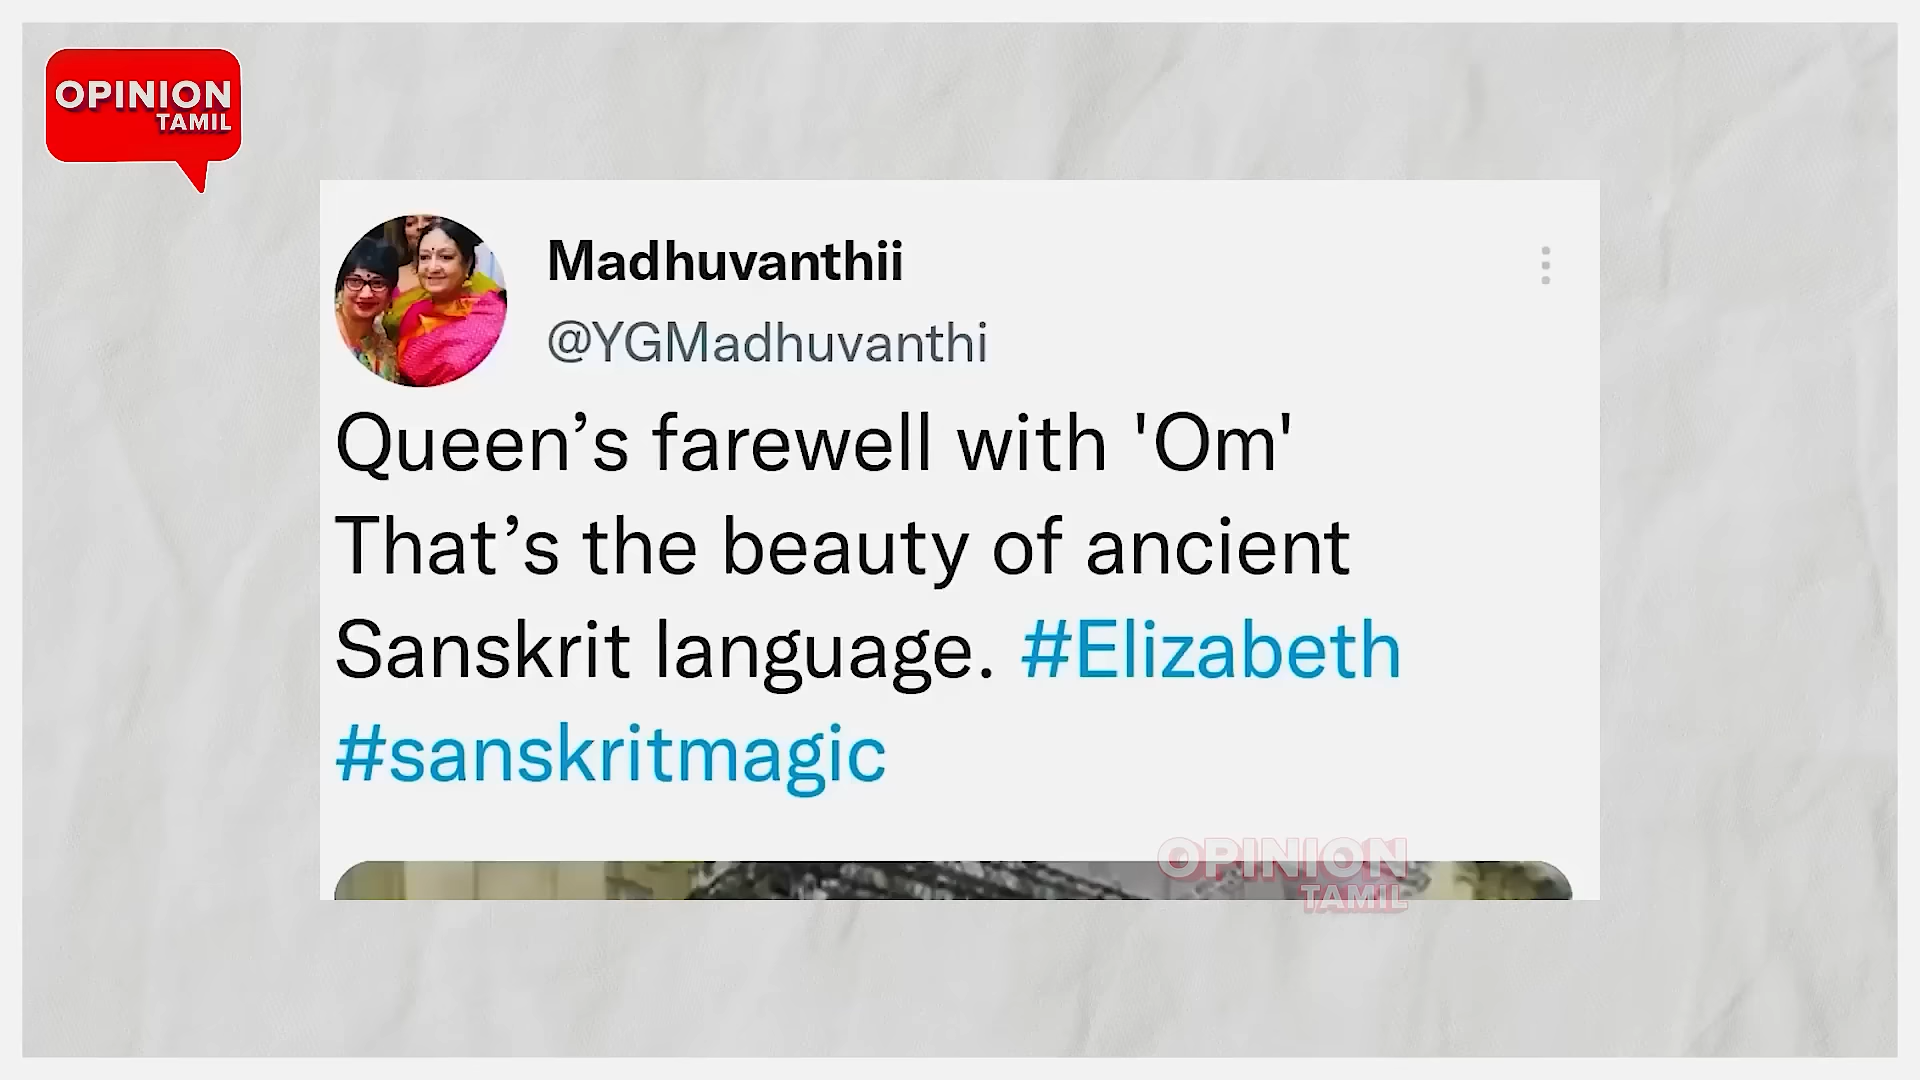 OPINION
TAMIL
Madhuvanthii
@YGMadhuvanthi
Queen’s farewell with 'Om'
That’s the beauty of ancient
Sanskrit language. #Elizabeth
#sanskritmagic
OPINION
TAMIL